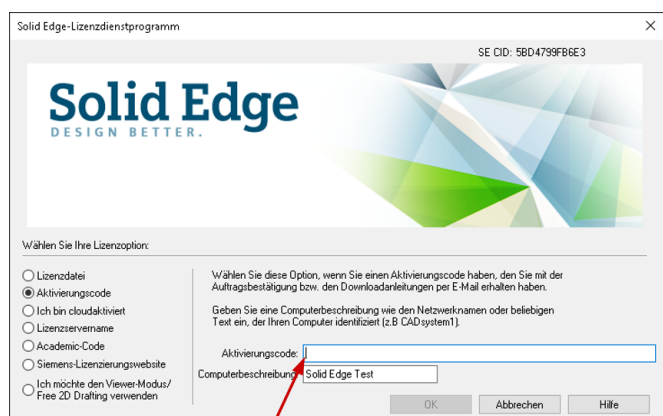 Solid Edge-Lizenzdienstprogramm
SE CID: 5BD4799FB6E3
Solid Edge
DESIGN BETTER.
Wählen Sie Ihre Lizenzoption:
Lizenzdatei
Aktivierungscode
Ich bin cloudaktiviert
Lizenzservername
Academic-Code
Siemens-Lizenzierungswebsite
Ich möchte den Viewer-Modus/
Free 2D Drafting verwenden
Wählen Sie diese Option, wenn Sie einen Aktivierungscode haben, den Sie mit der
Auftragsbestätigung bzw. den Downloadanleitungen per E-Mail erhalten haben.
Geben Sie eine Computerbeschreibung wie den Netzwerknamen oder beliebigen
Text ein, der Ihren Computer identifiziert (z.B CADsystem1).
Aktivierungscode:
Computerbeschreibung: Solid Edge Test
OK Abbrechen Hilfe